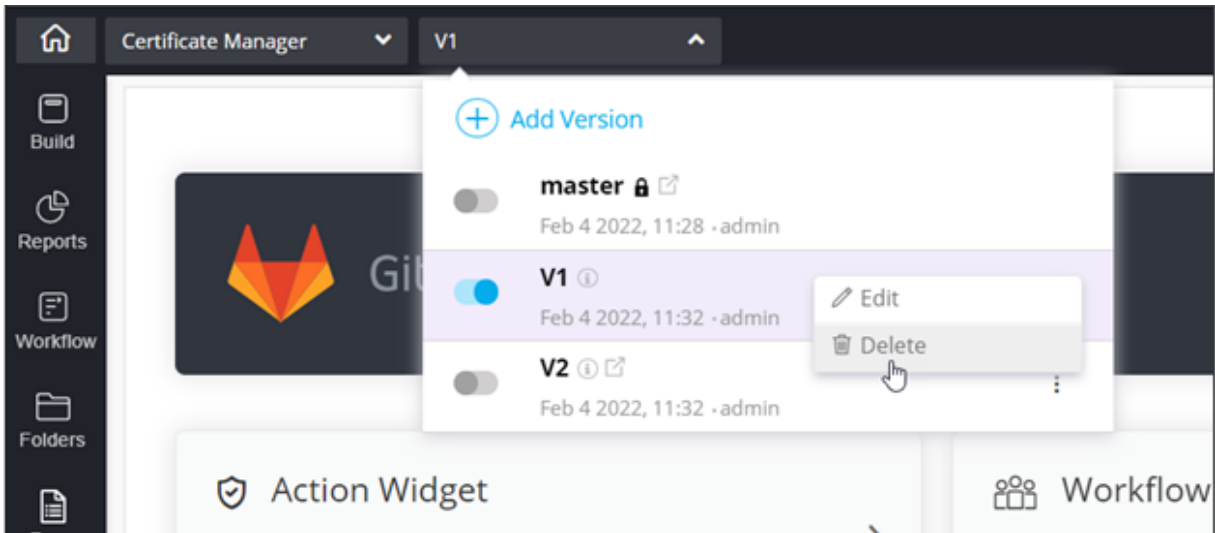 Certificate Manager V1
Build
Reports
Workflow
Folders
Add Version
master
Feb 4 2022, 11:28 • admin
V1
Feb 4 2022, 11:32 • admin
Edit
Delete
V2
Feb 4 2022, 11:32 • admin
Action Widget
Workflow